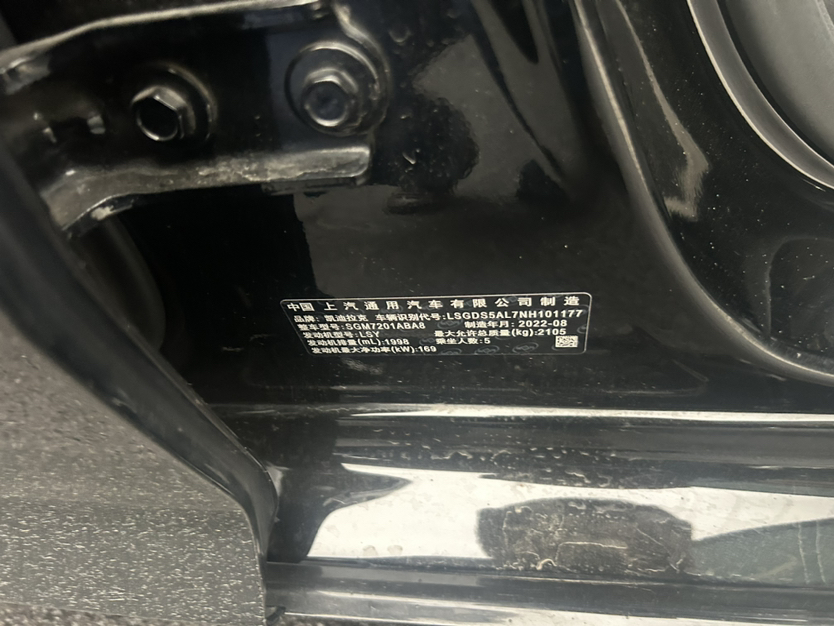 中国 上汽通用汽车有限公司制造
品牌: 凯迪拉克 车辆识别代号:LSGDS5AL7NH101177
整车型号:SGM7201ABA8 制造年月: 2022-08
发动机型号:LSY 最大允许总质量(kg):2105
发动机排量(mL):1998 乘坐人数:5
发动机最大净功率(kW):169